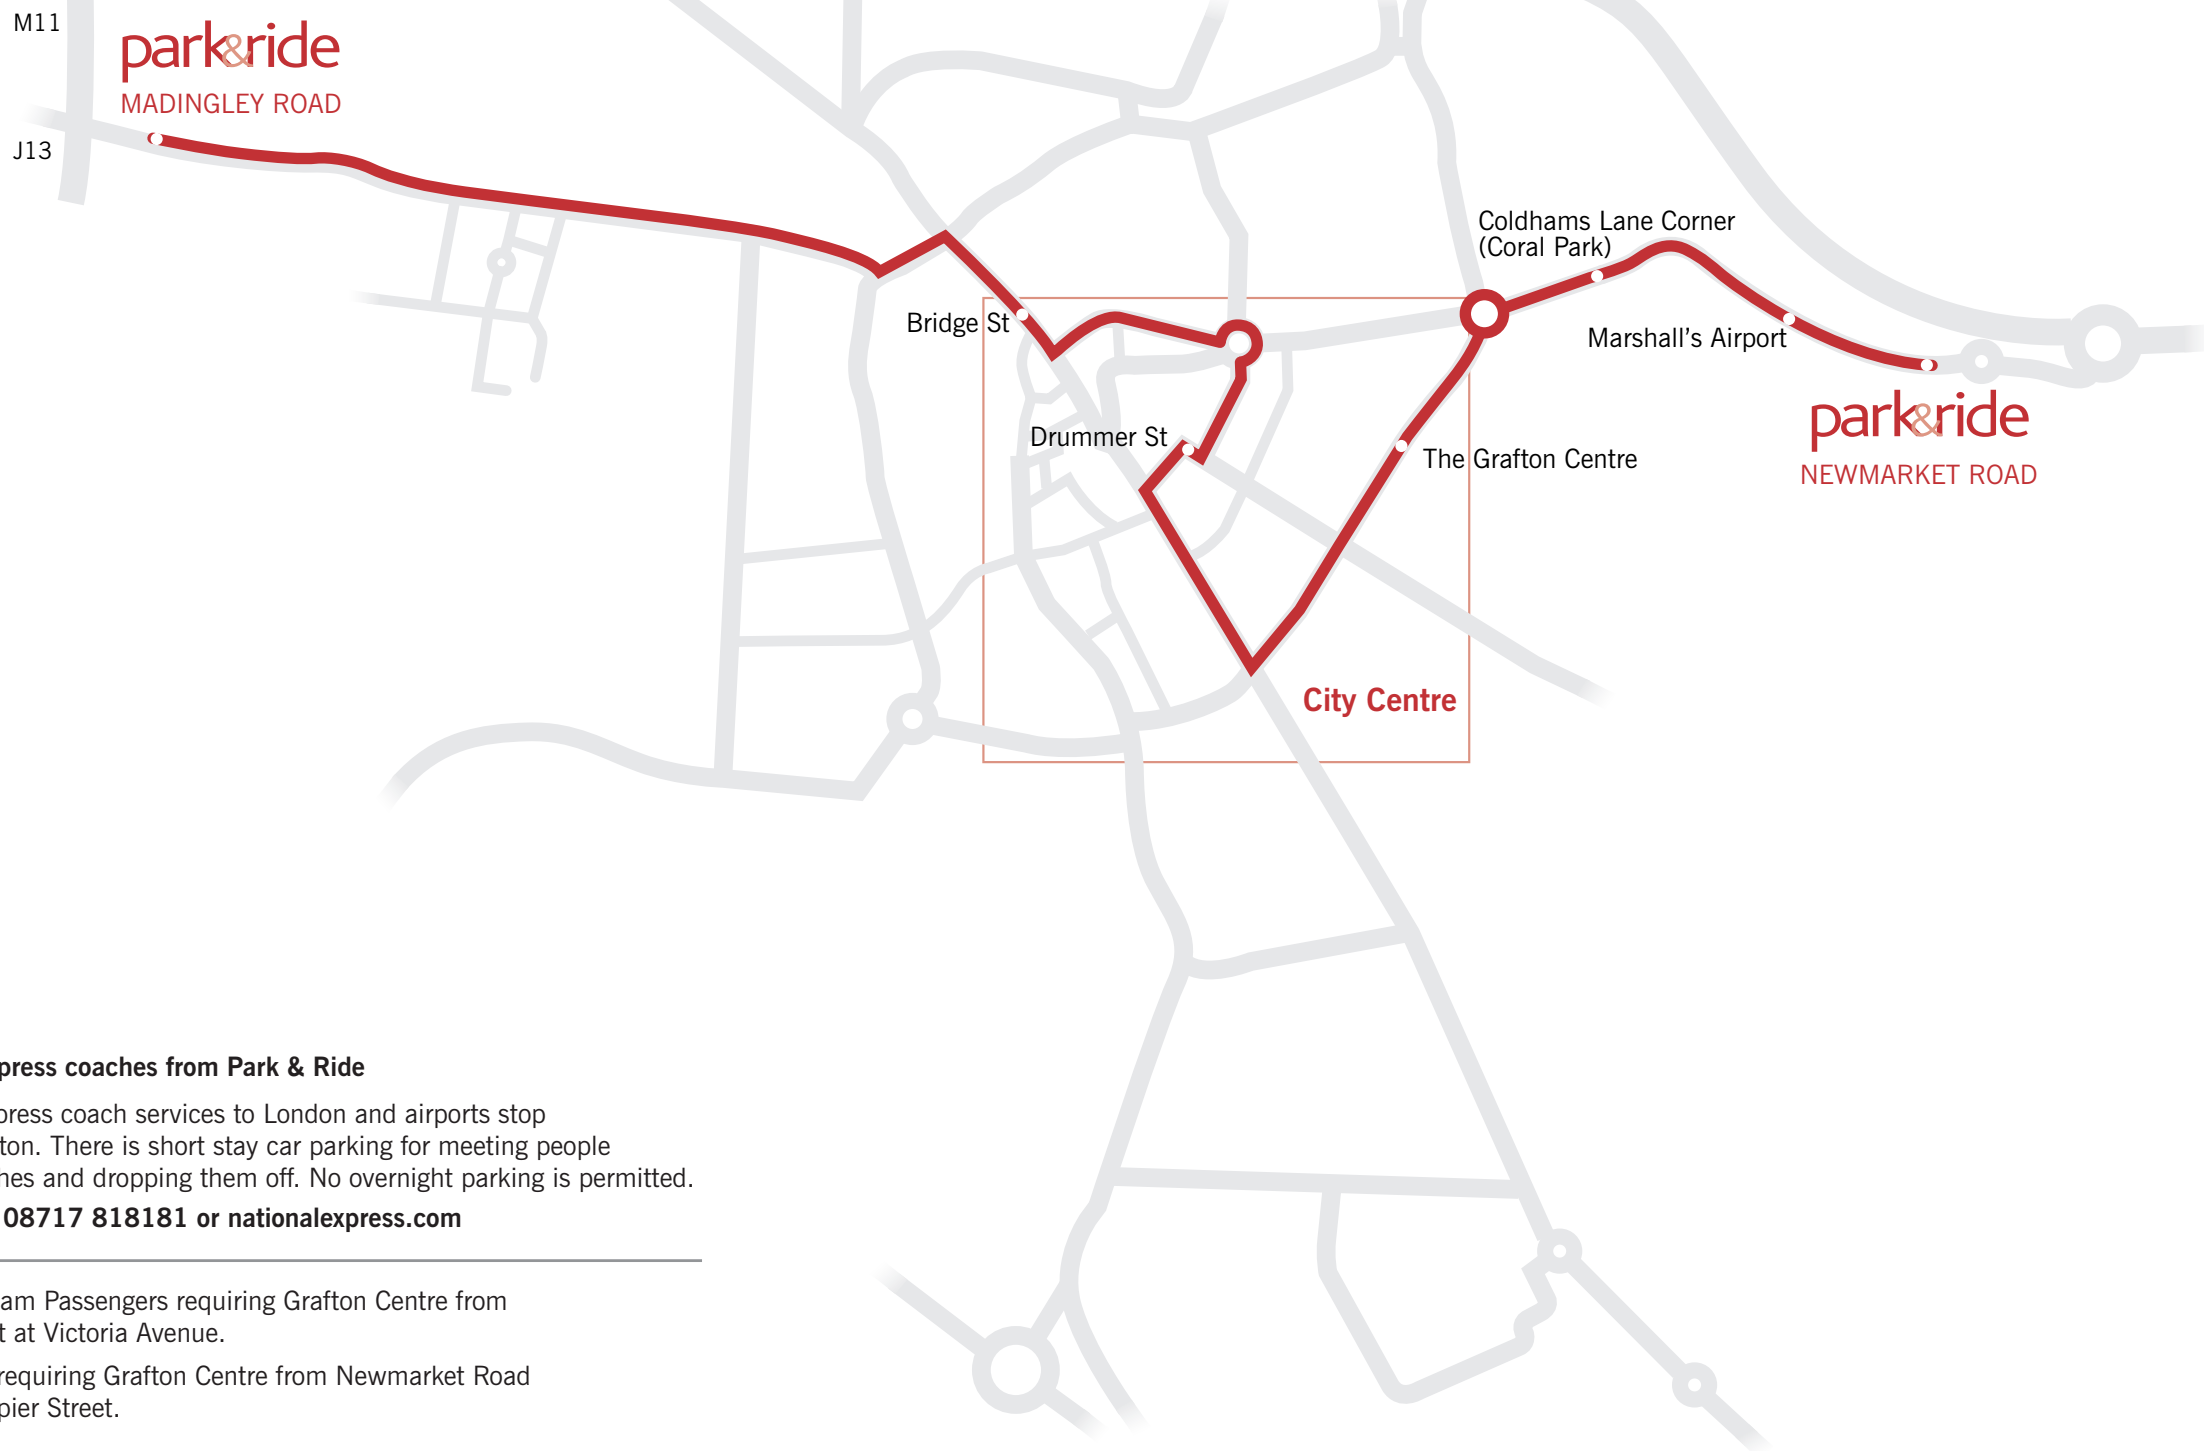 M11
park&ride
MADINGLEY ROAD
J13
Coldhams Lane Corner
(Coral Park)
Bridge St
Marshall's Airport
park&ride
NEWMARKET ROAD
Drummer St
The Grafton Centre
City Centre
press coaches from Park & Ride
press coach services to London and airports stop
ton. There is short stay car parking for meeting people
hes and dropping them off. No overnight parking is permitted.
08717 818181 or nationalexpress.com
am Passengers requiring Grafton Centre from
t at Victoria Avenue.
requiring Grafton Centre from Newmarket Road
pier Street.